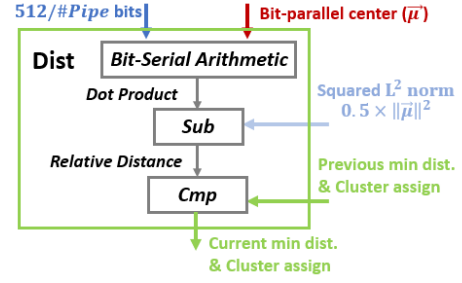 512/#Pipe bits
Bit-parallel center (μ⃗)
Dist
Bit-Serial Arithmetic
Dot Product
Squared L² norm
0.5 × ‖μ⃗‖²
Sub
Relative Distance
Previous min dist.
& Cluster assign
Cmp
Current min dist.
& Cluster assign